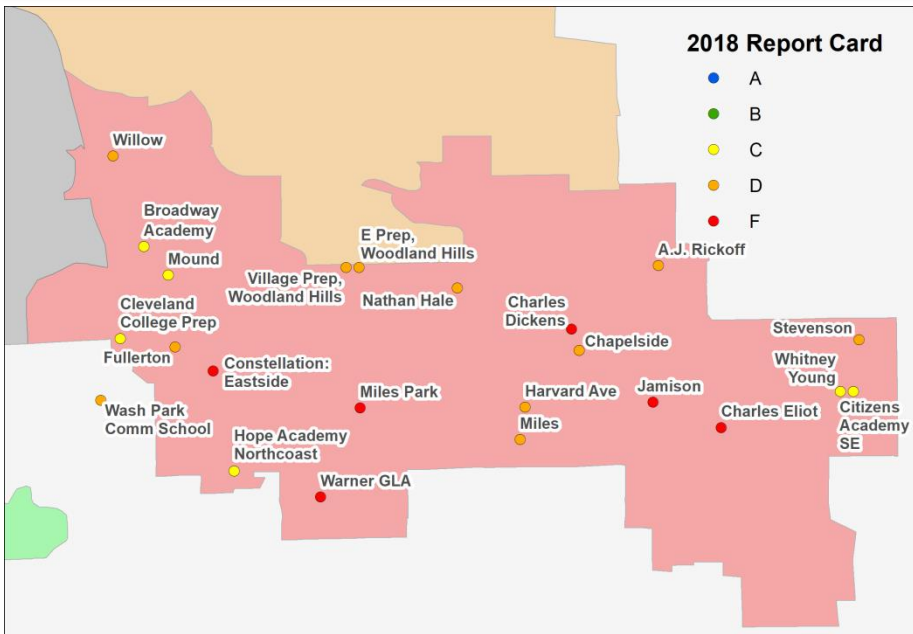 2018 Report Card
A
B
C
D
F
Willow
Broadway
Academy
Mound
E Prep,
Woodland Hills
Village Prep,
Woodland Hills
Nathan Hale
A.J. Rickoff
Cleveland
College Prep
Fullerton
Charles
Dickens
Chapelside
Stevenson
Whitney
Young
Constellation:
Eastside
Miles Park
Harvard Ave
Miles
Jamison
Charles Eliot
Citizens
Academy
SE
Wash Park
Comm School
Hope Academy
Northcoast
Warner GLA